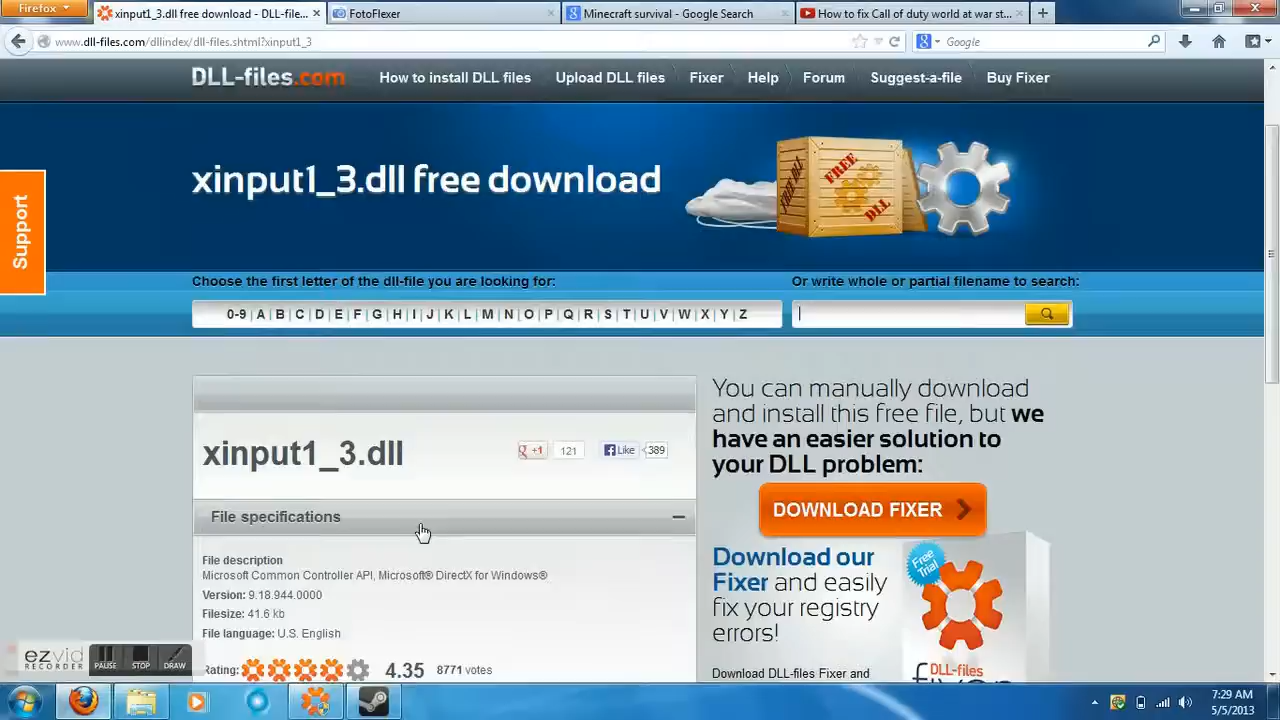 Firefox
xinput1_3.dll free download - DLL-file...
FotoFlexer
Minecraft survival - Google Search
How to fix Call of duty world at war st...
www.dll-files.com/dllindex/dll-files.shtml?xinput1_3
Google
DLL-files.com
How to install DLL files
Upload DLL files
Fixer
Help
Forum
Suggest-a-file
Buy Fixer
Support
xinput1_3.dll free download
FREE
DLL
Choose the first letter of the dll-file you are looking for:
Or write whole or partial filename to search:
0-9 | A | B | C | D | E | F | G | H | I | J | K | L | M | N | O | P | Q | R | S | T | U | V | W | X | Y | Z
xinput1_3.dll
+1
121
Like
389
You can manually download
and install this free file, but we
have an easier solution to
your DLL problem:
DOWNLOAD FIXER
File specifications
File description
Microsoft Common Controller API, Microsoft® DirectX for Windows®
Version: 9.18.944.0000
Filesize: 41.6 kb
File language: U.S. English
Rating:
4.35
8771 votes
Download our
Fixer and easily
fix your registry
errors!
Download DLL-files Fixer and
Free
Trial
DLL-files
ezvid
RECORDER
PAUSE
STOP
DRAW
7:29 AM
5/5/2013